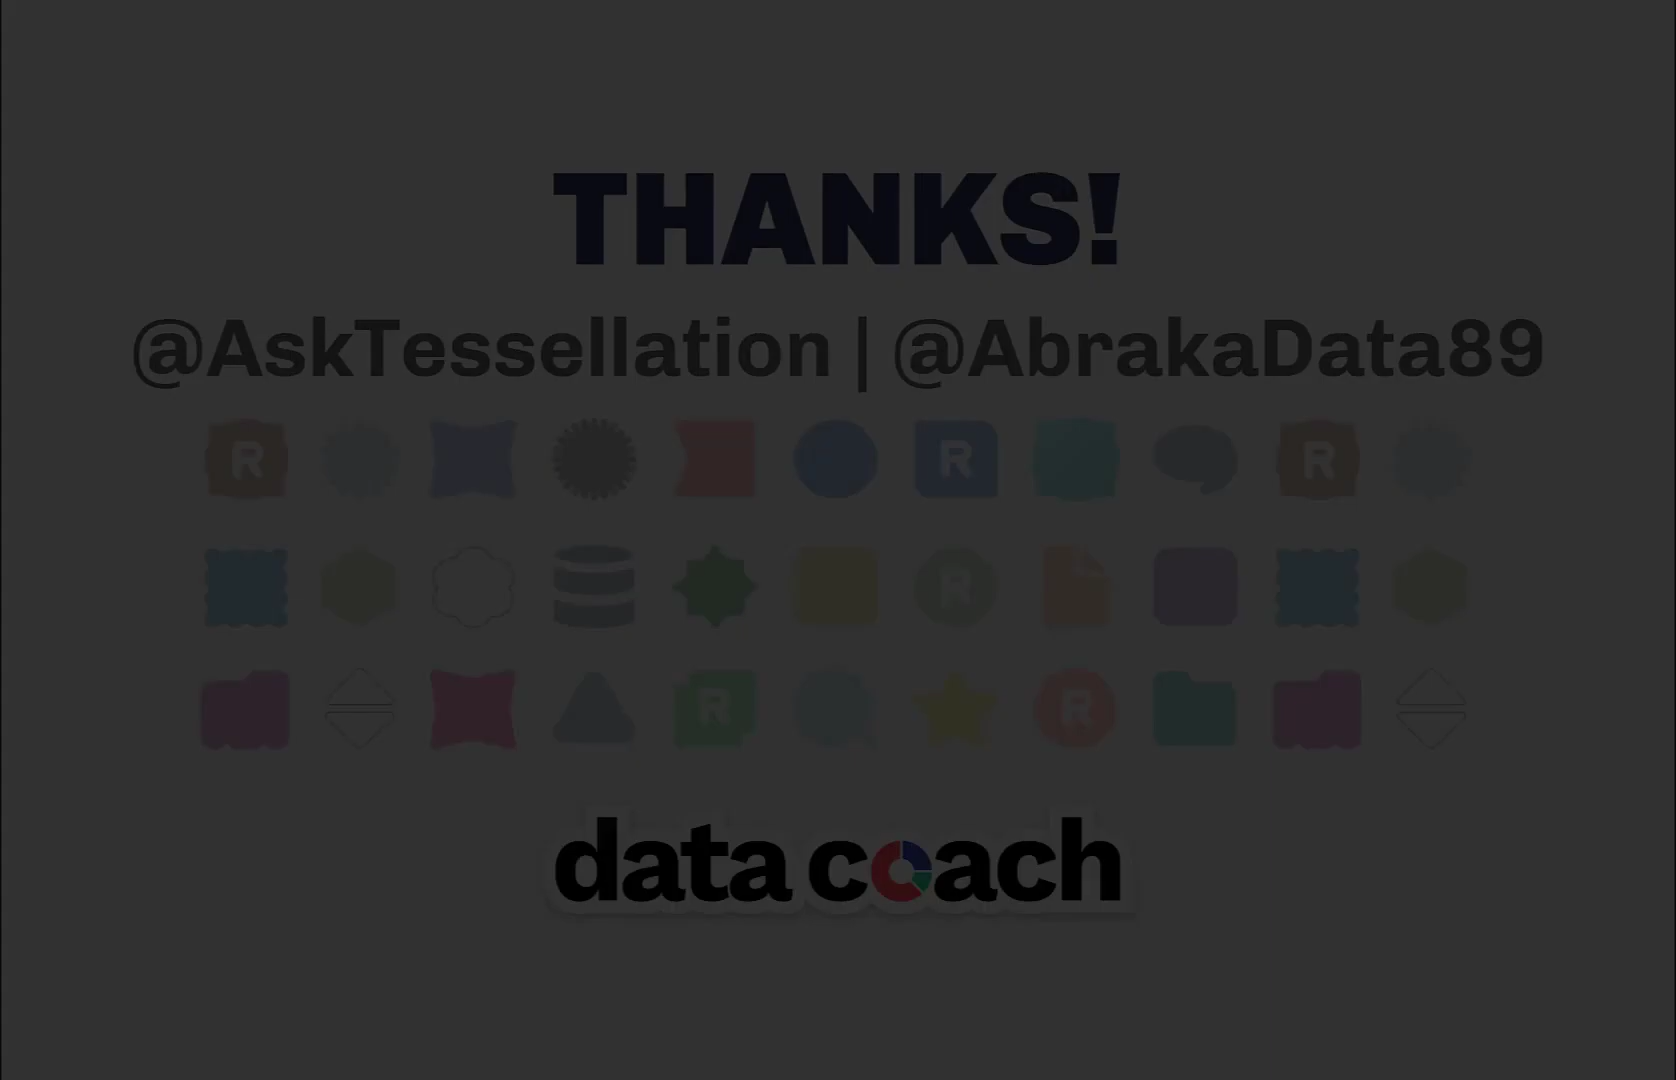 THANKS!
@AskTessellation | @AbrakaData89
R R R
R
R R
data coach